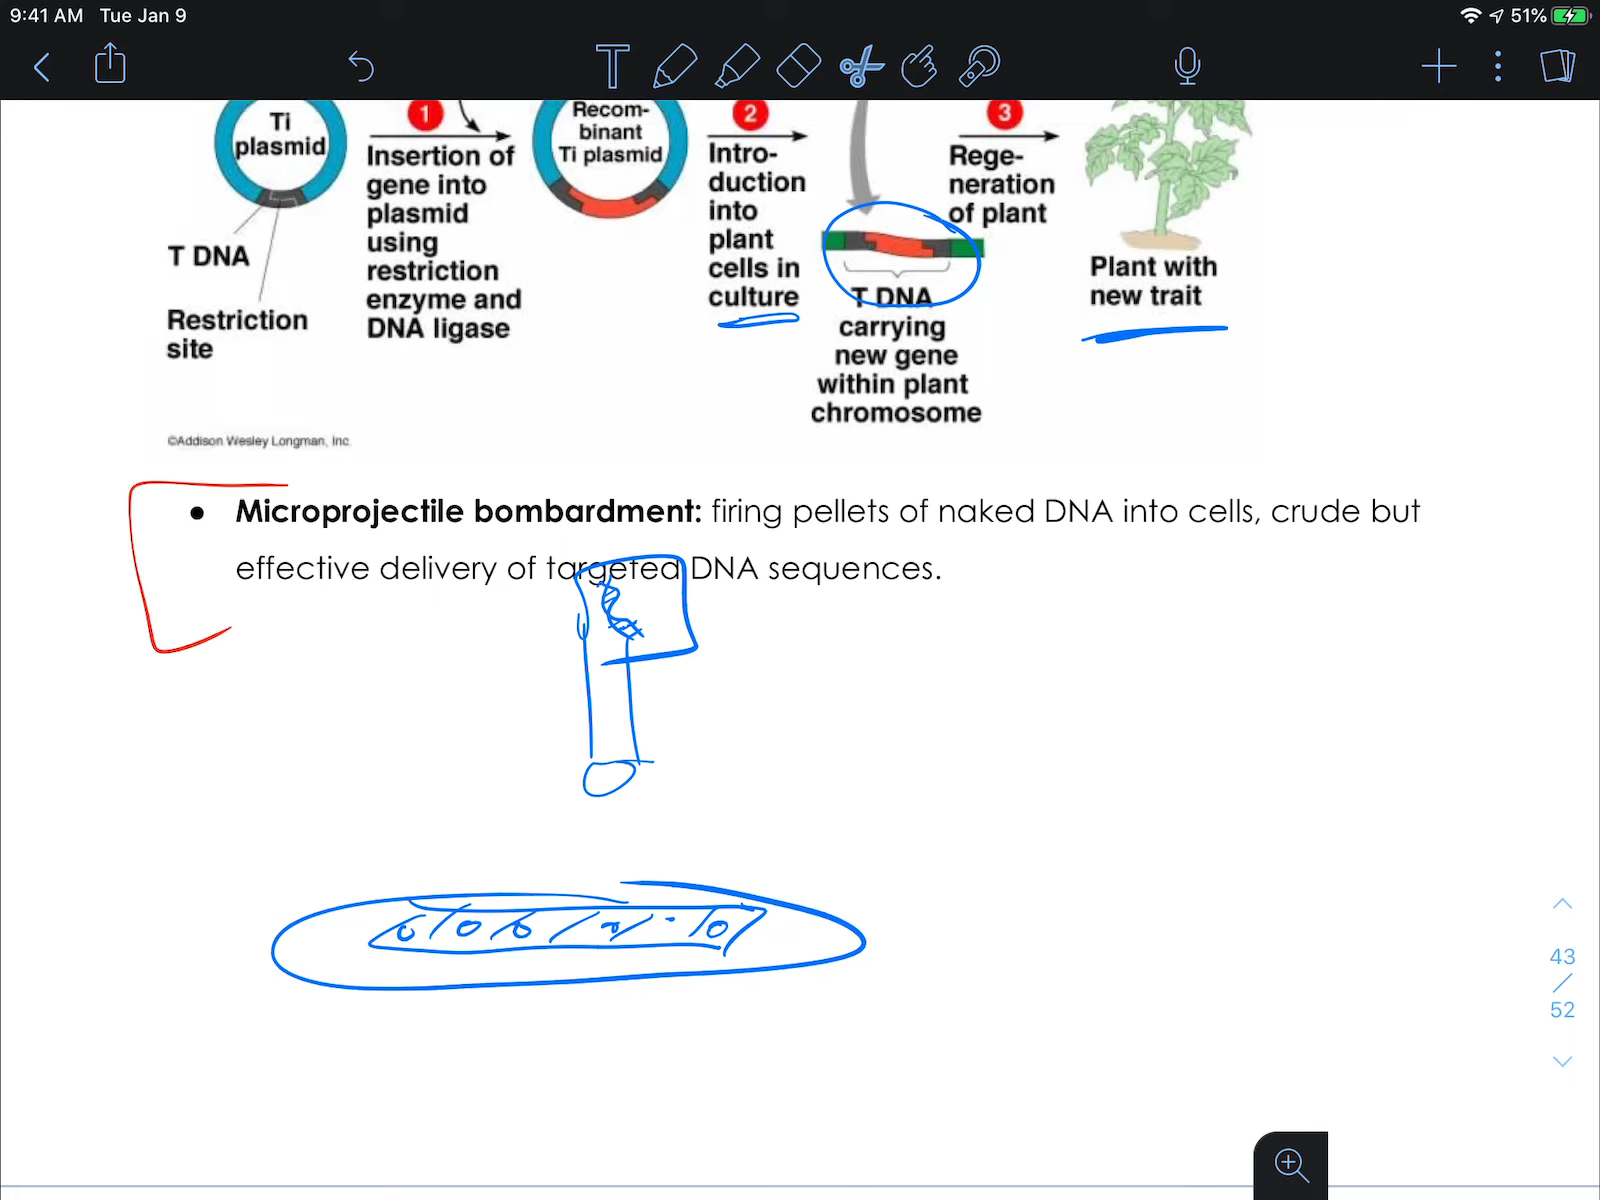 9:41 AM Tue Jan 9
51%
Ti
plasmid
1
Insertion of
gene into
plasmid
using
restriction
enzyme and
DNA ligase
T DNA
Restriction
site
Recom-
binant
Ti plasmid
2
Intro-
duction
into
plant
cells in
culture
T DNA
carrying
new gene
within plant
chromosome
3
Rege-
neration
of plant
Plant with
new trait
©Addison Wesley Longman, Inc.
• Microprojectile bombardment: firing pellets of naked DNA into cells, crude but
effective delivery of targeted DNA sequences.
43
/
52